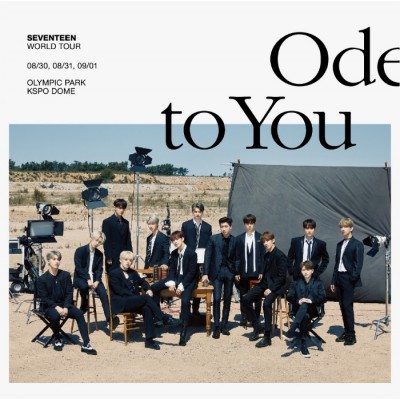 SEVENTEEN
WORLD TOUR
08/30, 08/31, 09/01
OLYMPIC PARK
KSPO DOME
Ode
to You